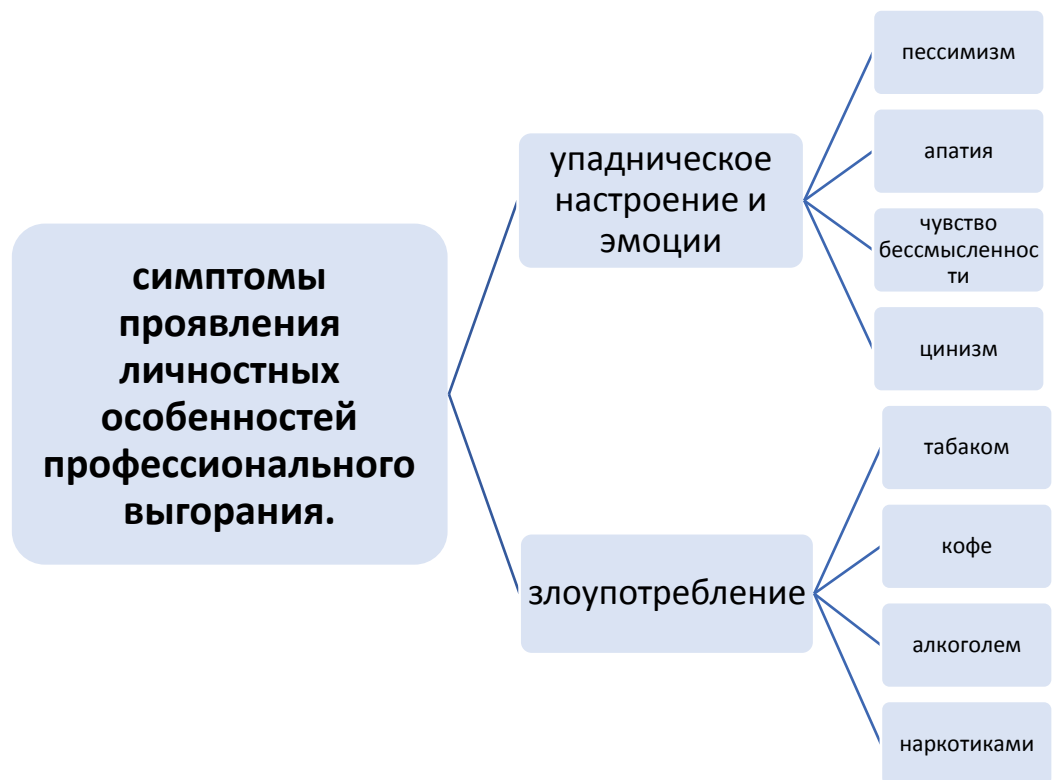 симптомы
проявления
личностных
особенностей
профессионального
выгорания.
упадническое
настроение и
эмоции
пессимизм
апатия
чувство
бессмысленнос
ти
цинизм
злоупотребление
табаком
кофе
алкоголем
наркотиками